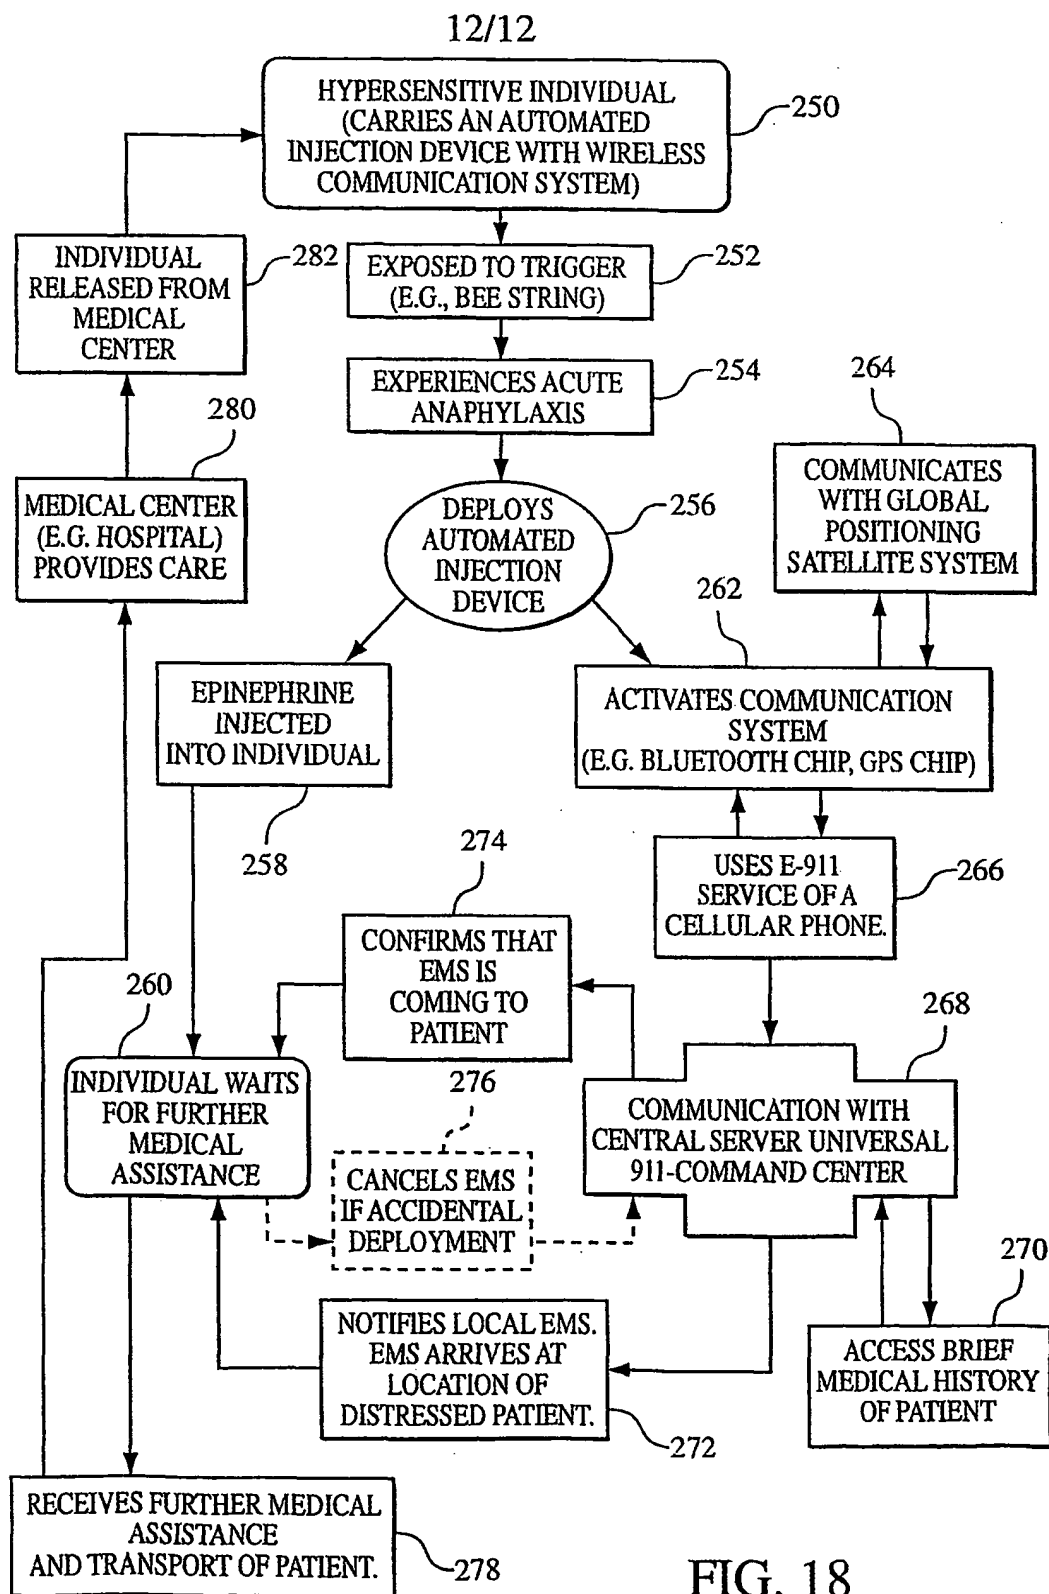 12/12
HYPERSENSITIVE INDIVIDUAL
(CARRIES AN AUTOMATED
INJECTION DEVICE WITH WIRELESS
COMMUNICATION SYSTEM)
250
INDIVIDUAL
RELEASED FROM
MEDICAL
CENTER
282
EXPOSED TO TRIGGER
(E.G., BEE STRING)
252
EXPERIENCES ACUTE
ANAPHYLAXIS
254
264
COMMUNICATES
WITH GLOBAL
POSITIONING
SATELLITE SYSTEM
280
MEDICAL CENTER
(E.G. HOSPITAL)
PROVIDES CARE
DEPLOYS
AUTOMATED
INJECTION
DEVICE
256
262
EPINEPHRINE
INJECTED
INTO INDIVIDUAL
258
ACTIVATES COMMUNICATION
SYSTEM
(E.G. BLUETOOTH CHIP, GPS CHIP)
USES E-911
SERVICE OF A
CELLULAR PHONE.
266
274
CONFIRMS THAT
EMS IS
COMING TO
PATIENT
260
INDIVIDUAL WAITS
FOR FURTHER
MEDICAL
ASSISTANCE
276
CANCELS EMS
IF ACCIDENTAL
DEPLOYMENT
268
COMMUNICATION WITH
CENTRAL SERVER UNIVERSAL
911-COMMAND CENTER
270
ACCESS BRIEF
MEDICAL HISTORY
OF PATIENT
NOTIFIES LOCAL EMS.
EMS ARRIVES AT
LOCATION OF
DISTRESSED PATIENT.
272
RECEIVES FURTHER MEDICAL
ASSISTANCE
AND TRANSPORT OF PATIENT.
278
FIG. 18